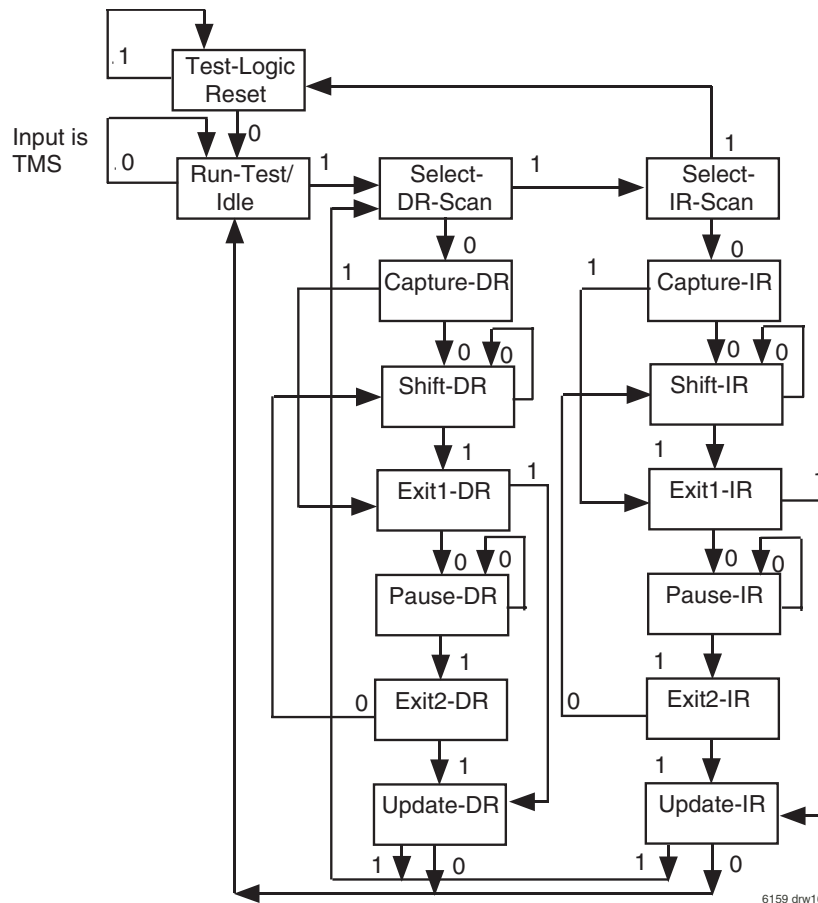 1
Test-Logic
Reset
0
1
Input is
TMS
0
Run-Test/
Idle
1
Select-
DR-Scan
1
Select-
IR-Scan
0
0
1
Capture-DR
1
Capture-IR
0
0
0
0
Shift-DR
Shift-IR
1
1
1
Exit1-DR
Exit1-IR
0
0
0
0
Pause-DR
Pause-IR
1
1
0
Exit2-DR
0
Exit2-IR
1
1
Update-DR
Update-IR
1
0
1
0